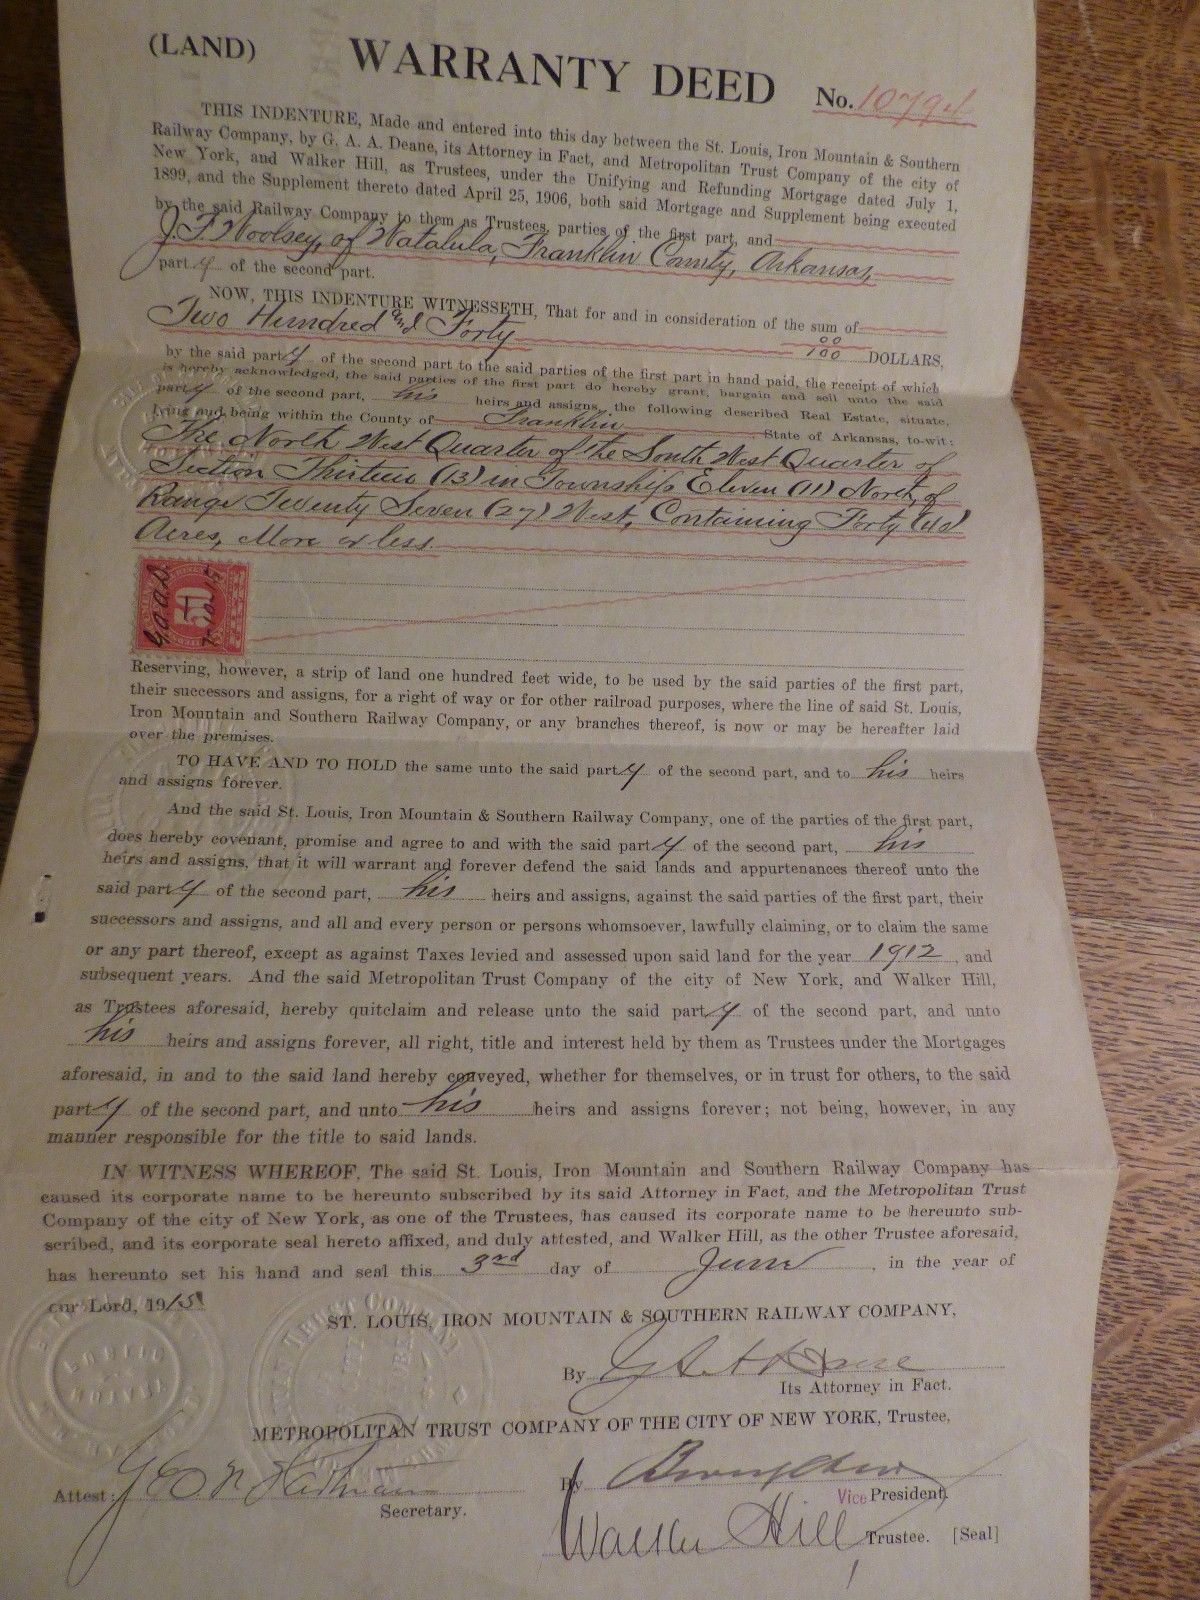 (LAND) WARRANTY DEED No. 10794
THIS INDENTURE, Made and entered into this day between the St. Louis, Iron Mountain & Southern
Railway Company, by G. A. A. Deane, its Attorney in Fact, and Metropolitan Trust Company of the city of
New York, and Walker Hill, as Trustees, under the Unifying and Refunding Mortgage dated July 1,
1899, and the Supplement thereto dated April 25, 1906, both said Mortgage and Supplement being executed
by the said Railway Company to them as Trustees, parties of the first part, and
J. F. Woolsey, of Watalula, Franklin County, Arkansas,
party of the second part.
NOW, THIS INDENTURE WITNESSETH, That for and in consideration of the sum of
Two Hundred and Forty 00/100 DOLLARS,
by the said party of the second part to the said parties of the first part in hand paid, the receipt of which
is hereby acknowledged, the said parties of the first part do hereby grant, bargain and sell unto the said
party of the second part, his heirs and assigns, the following described Real Estate, situate,
lying and being within the County of Franklin State of Arkansas, to-wit:
The North West Quarter of the South West Quarter of
Section Thirteen (13) in Township Eleven (11) North, of
Range Twenty Seven (27) West, Containing Forty (40)
Acres, More or less.
50
Reserving, however, a strip of land one hundred feet wide, to be used by the said parties of the first part,
their successors and assigns, for a right of way or for other railroad purposes, where the line of said St. Louis,
Iron Mountain and Southern Railway Company, or any branches thereof, is now or may be hereafter laid
over the premises.
TO HAVE AND TO HOLD the same unto the said party of the second part, and to his heirs
and assigns forever.
And the said St. Louis, Iron Mountain & Southern Railway Company, one of the parties of the first part,
does hereby covenant, promise and agree to and with the said party of the second part, his
heirs and assigns, that it will warrant and forever defend the said lands and appurtenances thereof unto the
said party of the second part, his heirs and assigns, against the said parties of the first part, their
successors and assigns, and all and every person or persons whomsoever, lawfully claiming, or to claim the same
or any part thereof, except as against Taxes levied and assessed upon said land for the year 1912, and
subsequent years. And the said Metropolitan Trust Company of the city of New York, and Walker Hill,
as Trustees aforesaid, hereby quitclaim and release unto the said party of the second part, and unto
his heirs and assigns forever, all right, title and interest held by them as Trustees under the Mortgages
aforesaid, in and to the said land hereby conveyed, whether for themselves, or in trust for others, to the said
party of the second part, and unto his heirs and assigns forever; not being, however, in any
manner responsible for the title to said lands.
IN WITNESS WHEREOF, The said St. Louis, Iron Mountain and Southern Railway Company has
caused its corporate name to be hereunto subscribed by its said Attorney in Fact, and the Metropolitan Trust
Company of the city of New York, as one of the Trustees, has caused its corporate name to be hereunto sub-
scribed, and its corporate seal hereto affixed, and duly attested, and Walker Hill, as the other Trustee aforesaid,
has hereunto set his hand and seal this 3rd day of June, in the year of
our Lord, 1915
ST. LOUIS, IRON MOUNTAIN & SOUTHERN RAILWAY COMPANY,
By G A A Deane
Its Attorney in Fact.
METROPOLITAN TRUST COMPANY OF THE CITY OF NEW YORK, Trustee,
Attest: By
Secretary. Vice President
Walker Hill Trustee. [Seal]